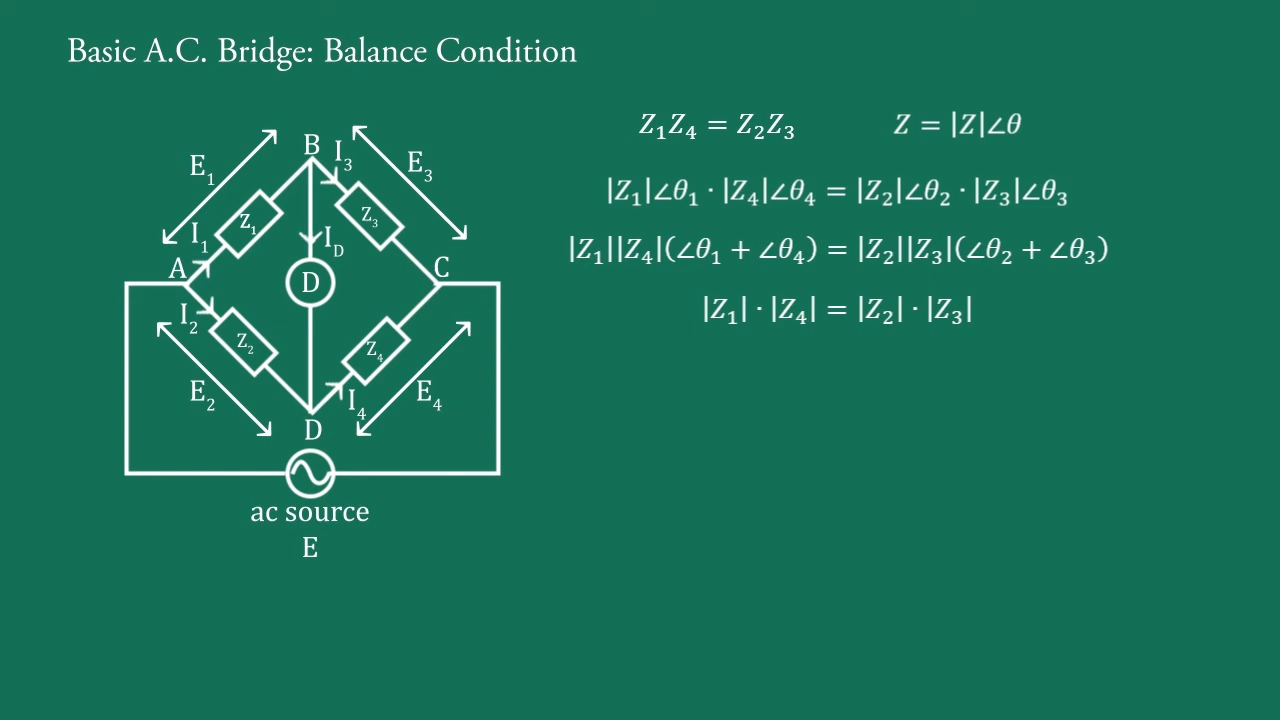 Basic A.C. Bridge: Balance Condition
B
I₃
E₁
E₃
Z₁
Z₃
I₁
I_D
A
D
C
I₂
Z₂
Z₄
E₂
I₄
E₄
D
ac source
E
Z₁Z₄ = Z₂Z₃
Z = |Z|∠θ
|Z₁|∠θ₁ · |Z₄|∠θ₄ = |Z₂|∠θ₂ · |Z₃|∠θ₃
|Z₁||Z₄|(∠θ₁ + ∠θ₄) = |Z₂||Z₃|(∠θ₂ + ∠θ₃)
|Z₁| · |Z₄| = |Z₂| · |Z₃|